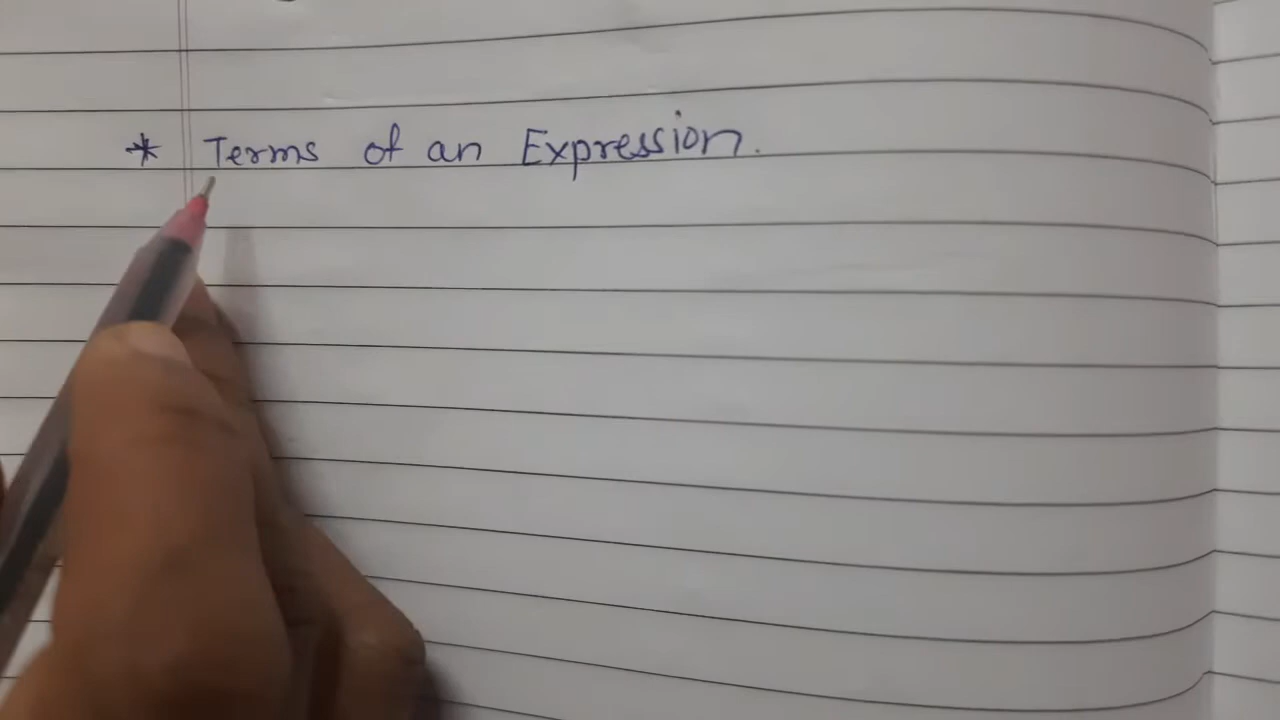 * Terms of an Expression.